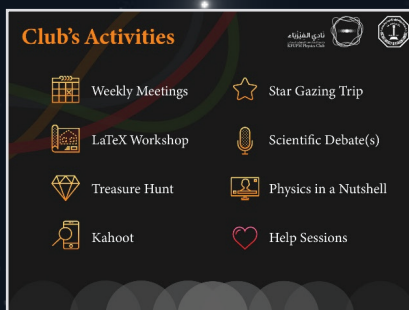 Club's Activities
نادي الفيزياء
KFUPM Physics Club
Weekly Meetings
Star Gazing Trip
LaTeX Workshop
Scientific Debate(s)
Treasure Hunt
Physics in a Nutshell
Kahoot
Help Sessions